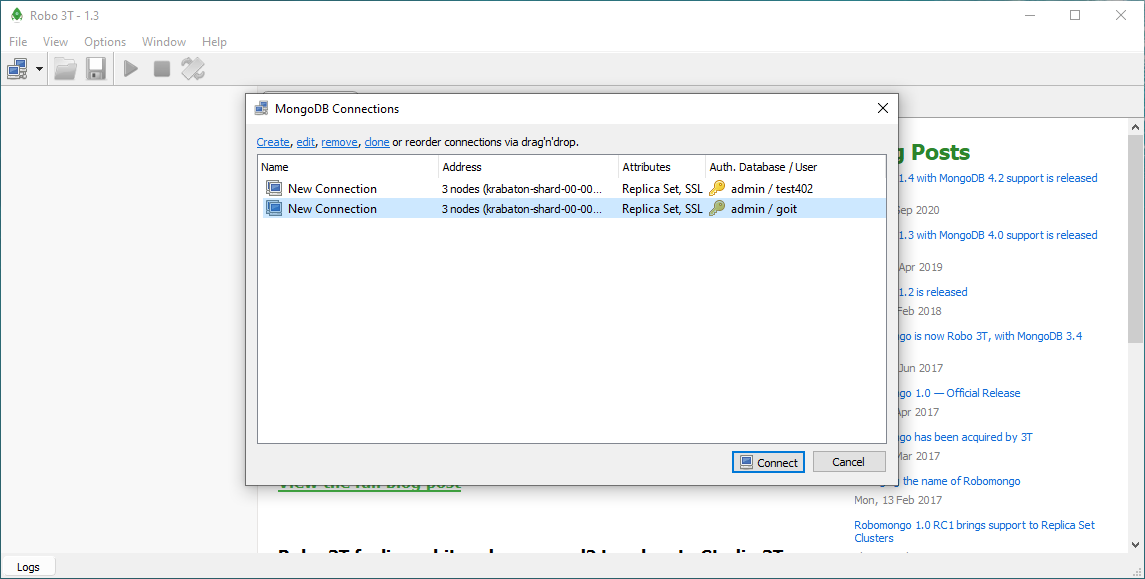 Robo 3T - 1.3
File View Options Window Help
MongoDB Connections
Create, edit, remove, clone or reorder connections via drag'n'drop.
Name Address Attributes Auth. Database / User
New Connection 3 nodes (krabaton-shard-00-00... Replica Set, SSL admin / test402
New Connection 3 nodes (krabaton-shard-00-00... Replica Set, SSL admin / goit
Connect Cancel
Posts
1.4 with MongoDB 4.2 support is released
Sep 2020
1.3 with MongoDB 4.0 support is released
Apr 2019
1.2 is released
Feb 2018
ngo is now Robo 3T, with MongoDB 3.4
Jun 2017
ngo 1.0 — Official Release
Apr 2017
ngo has been acquired by 3T
Mar 2017
the name of Robomongo
Mon, 13 Feb 2017
Robomongo 1.0 RC1 brings support to Replica Set
Clusters
View the full blog post
Logs